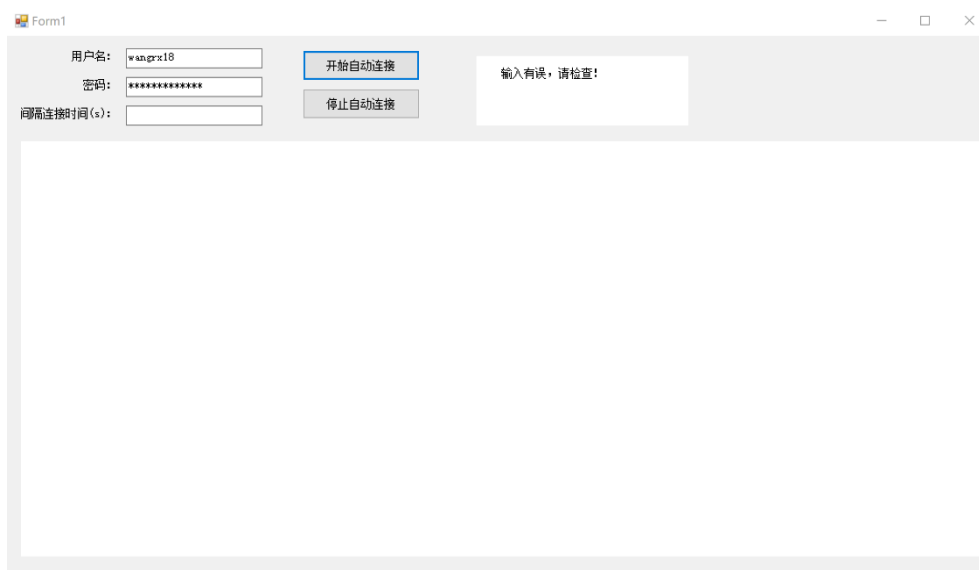 Form1
用户名:
wangrx18
开始自动连接
输入有误，请检查!
密码:
*************
停止自动连接
间隔连接时间(s):